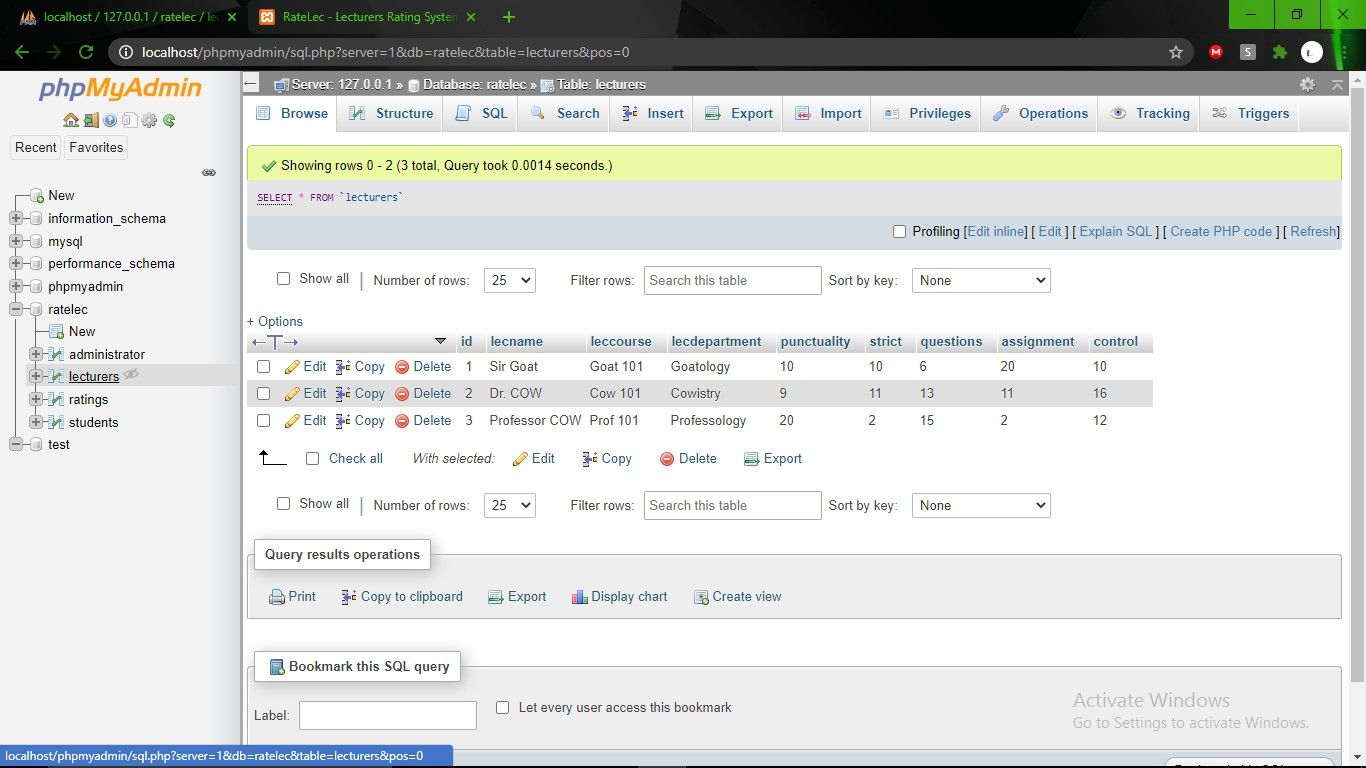 localhost / 127.0.0.1 / ratelec / le
RateLec - Lecturers Rating System
localhost/phpmyadmin/sql.php?server=1&db=ratelec&table=lecturers&pos=0
phpMyAdmin
Recent Favorites
New
information_schema
mysql
performance_schema
phpmyadmin
ratelec
New
administrator
lecturers
ratings
students
test
Server: 127.0.0.1 » Database: ratelec » Table: lecturers
Browse Structure SQL Search Insert Export Import Privileges Operations Tracking Triggers
Showing rows 0 - 2 (3 total, Query took 0.0014 seconds.)
SELECT * FROM `lecturers`
Profiling [Edit inline] [ Edit ] [ Explain SQL ] [ Create PHP code ] [ Refresh]
Show all | Number of rows: 25 Filter rows: Search this table Sort by key: None
+ Options
←T→ id lecname leccourse lecdepartment punctuality strict questions assignment control
Edit Copy Delete 1 Sir Goat Goat 101 Goatology 10 10 6 20 10
Edit Copy Delete 2 Dr. COW Cow 101 Cowistry 9 11 13 11 16
Edit Copy Delete 3 Professor COW Prof 101 Professology 20 2 15 2 12
Check all With selected: Edit Copy Delete Export
Show all | Number of rows: 25 Filter rows: Search this table Sort by key: None
Query results operations
Print Copy to clipboard Export Display chart Create view
Bookmark this SQL query
Label: Let every user access this bookmark
Activate Windows
Go to Settings to activate Windows.
localhost/phpmyadmin/sql.php?server=1&db=ratelec&table=lecturers&pos=0